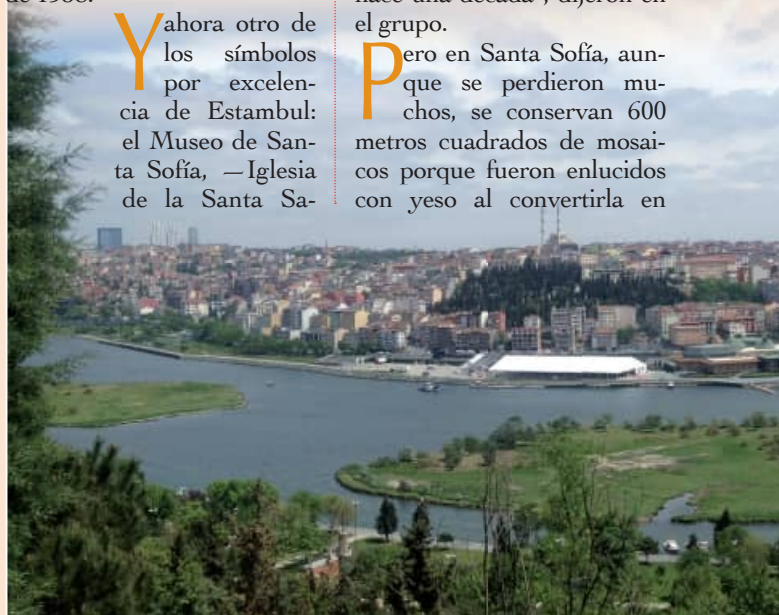 de 1988.
Y ahora otro de
los símbolos
por excelen-
cia de Estambul:
el Museo de San-
ta Sofía, —Iglesia
de la Santa Sa-
hace una década", dijeron en
el grupo.
Pero en Santa Sofía, aun-
que se perdieron mu-
chos, se conservan 600
metros cuadrados de mosai-
cos porque fueron enlucidos
con yeso al convertirla en